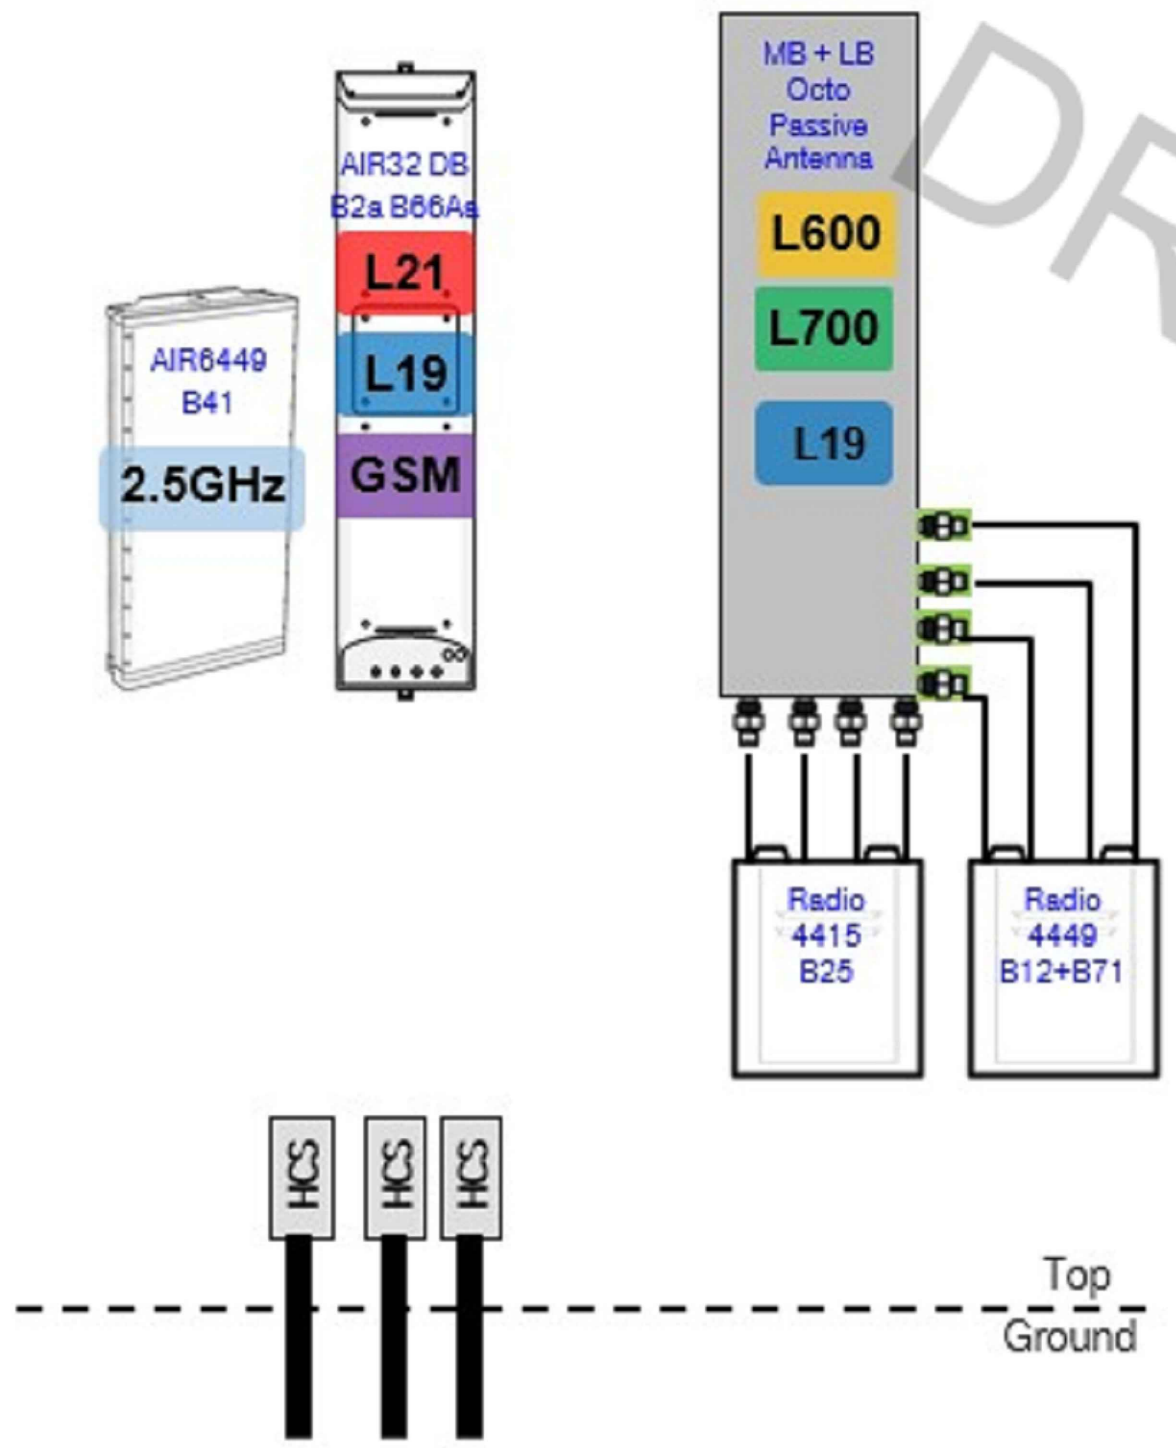 MB + LB
Octo
Passive
Antenna
L600
L700
L19
AIR32 DB
B2a B66Aa
L21
L19
GSM
AIR6449
B41
2.5GHz
Radio
4415
B25
Radio
4449
B12+B71
HCS
HCS
HCS
Top
Ground
DR